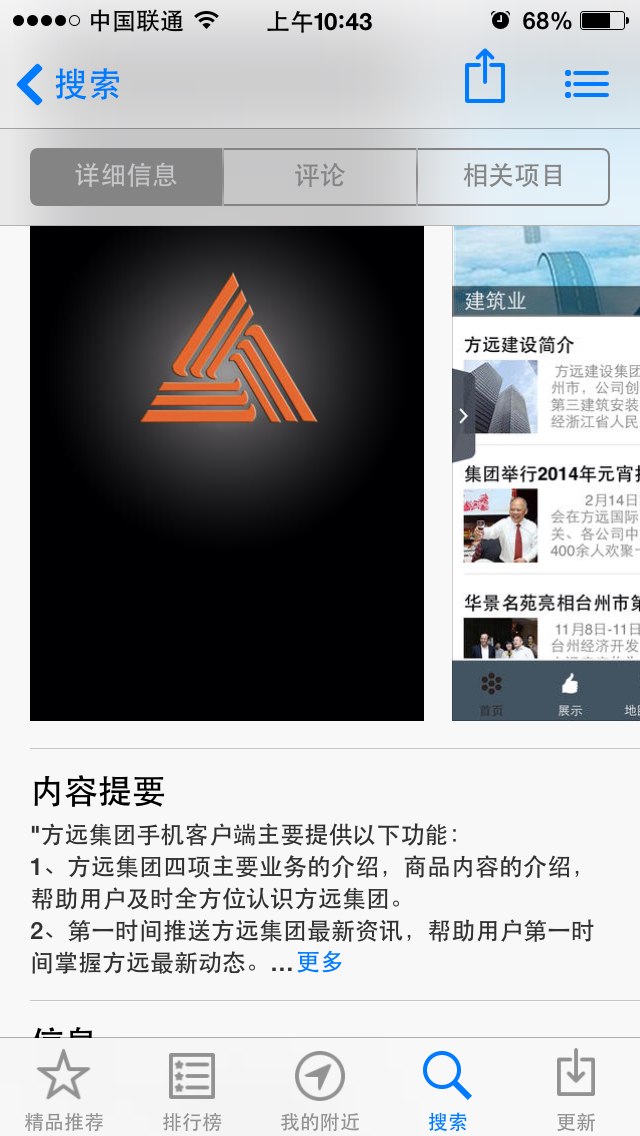 中国联通
上午10:43
68%
搜索
详细信息
评论
相关项目
建筑业
方远建设简介
方远建设集团
州市，公司创
第三建筑安装
经浙江省人民
集团举行2014年元宵
2月14日
会在方远国际
关、各公司中
400余人欢聚一
华景名苑亮相台州市第
11月8日-11日
台州经济开发
首页
展示
内容提要
"方远集团手机客户端主要提供以下功能：
1、方远集团四项主要业务的介绍，商品内容的介绍，
帮助用户及时全方位认识方远集团。
2、第一时间推送方远集团最新资讯，帮助用户第一时
间掌握方远最新动态。...更多
信息
精品推荐
排行榜
我的附近
搜索
更新